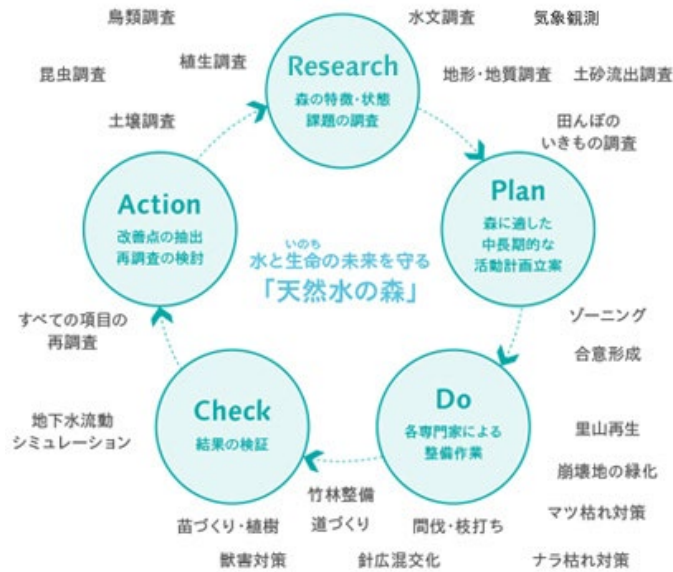 鳥類調査
水文調査
気象観測
昆虫調査
植生調査
Research
森の特徴・状態
課題の調査
地形・地質調査
土砂流出調査
土壌調査
田んぼの
いきもの調査
Action
改善点の抽出
再調査の検討
Plan
森に適した
中長期的な
活動計画立案
いのち
水と生命の未来を守る
「天然水の森」
すべての項目の
再調査
ゾーニング
合意形成
Check
結果の検証
Do
各専門家による
整備作業
地下水流動
シミュレーション
里山再生
崩壊地の緑化
竹林整備
苗づくり・植樹
道づくり
間伐・枝打ち
マツ枯れ対策
獣害対策
針広混交化
ナラ枯れ対策